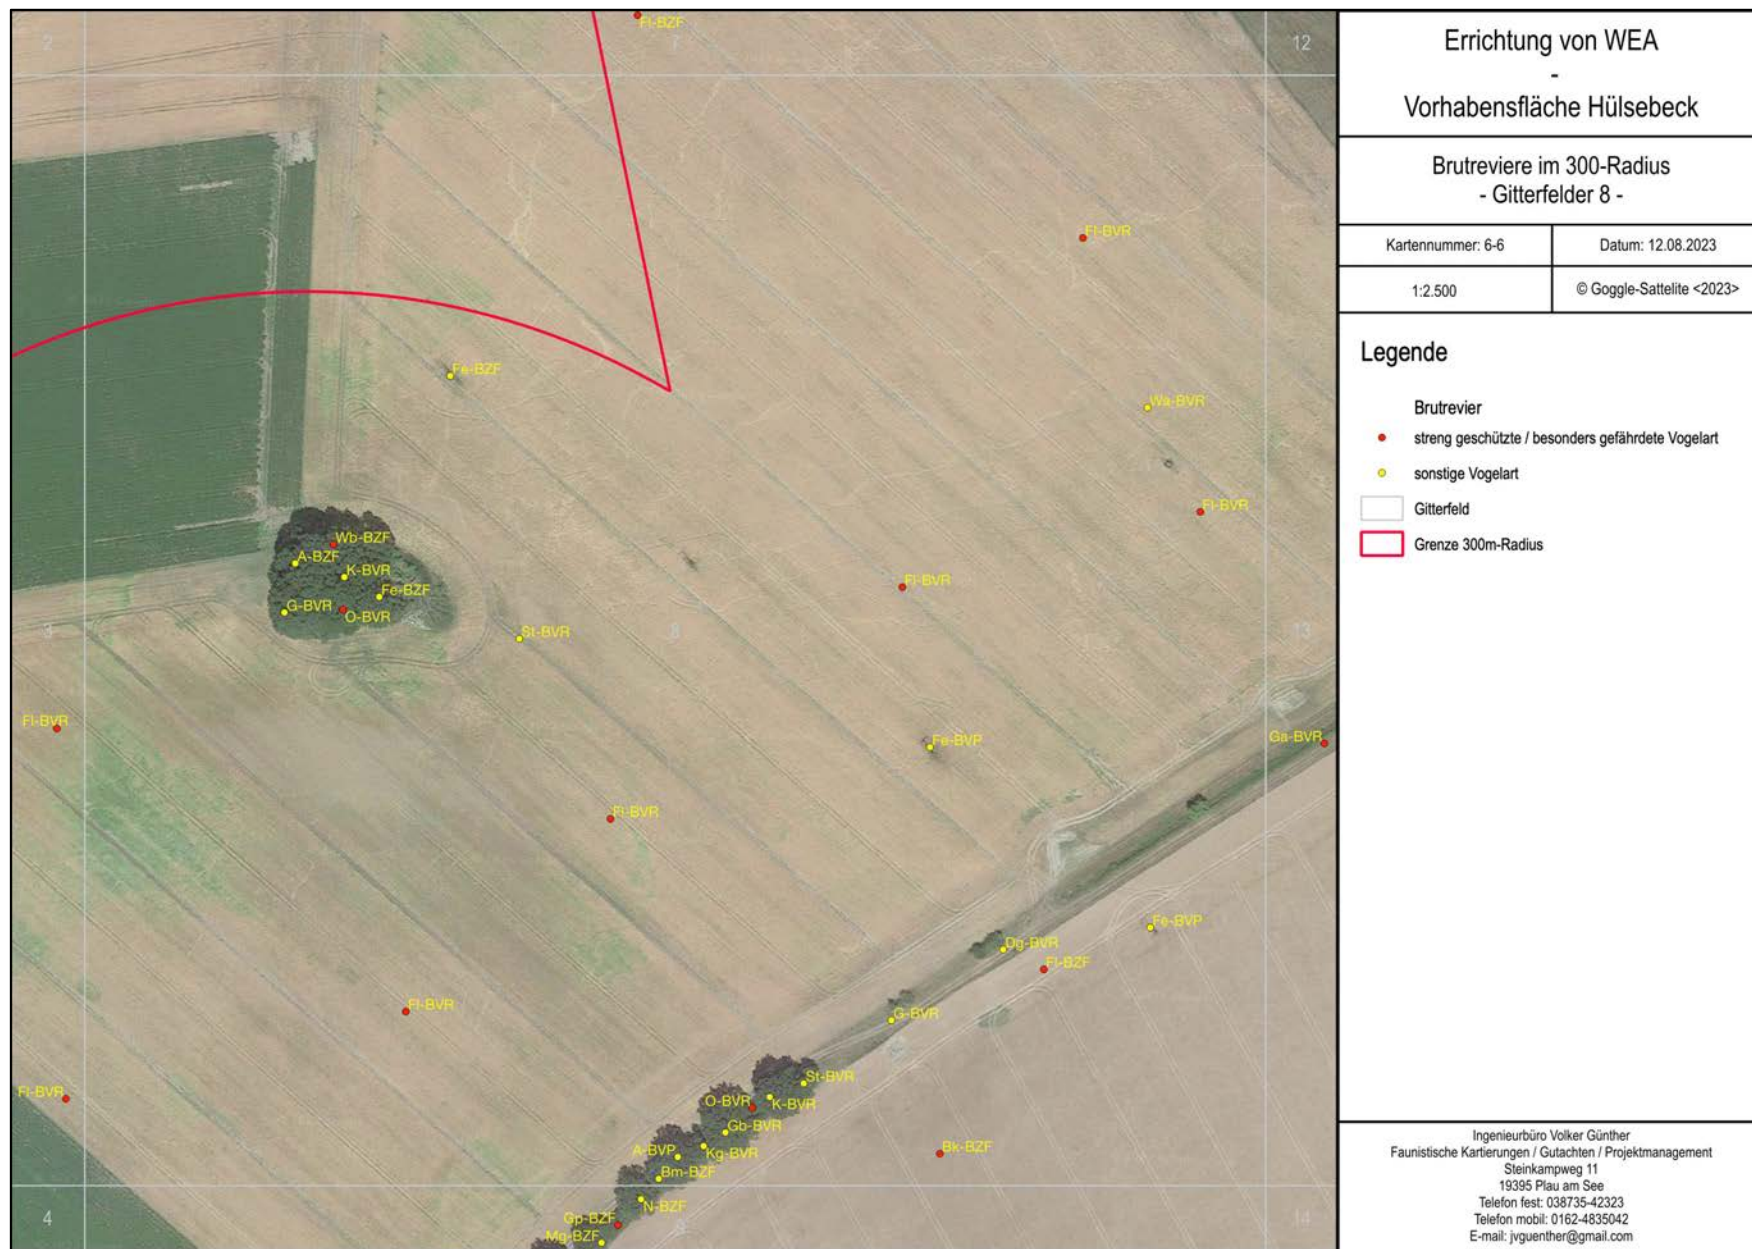 2
7
12
Fl-BZF
Fl-BVR
Fe-BZF
Wa-BVR
Fl-BVR
Wb-BZF
A-BZF
K-BVR
Fe-BZF
Fl-BVR
G-BVR
O-BVR
3
St-BVR
8
13
Fl-BVR
Ga-BVR
Fe-BVP
Fl-BVR
Fe-BVP
Dg-BVR
Fl-BZF
Fl-BVR
G-BVR
St-BVR
Fl-BVR
O-BVR
K-BVR
Gb-BVR
A-BVP
Kg-BVR
Bk-BZF
Bm-BZF
N-BZF
4
Gp-BZF
9
14
Mg-BZF
Errichtung von WEA
-
Vorhabensfläche Hülsebeck
Brutreviere im 300-Radius
- Gitterfelder 8 -
Kartennummer: 6-6
Datum: 12.08.2023
1:2.500
© Goggle-Sattelite <2023>
Legende
Brutrevier
streng geschützte / besonders gefährdete Vogelart
sonstige Vogelart
Gitterfeld
Grenze 300m-Radius
Ingenieurbüro Volker Günther
Faunistische Kartierungen / Gutachten / Projektmanagement
Steinkampweg 11
19395 Plau am See
Telefon fest: 038735-42323
Telefon mobil: 0162-4835042
E-mail: jvguenther@gmail.com